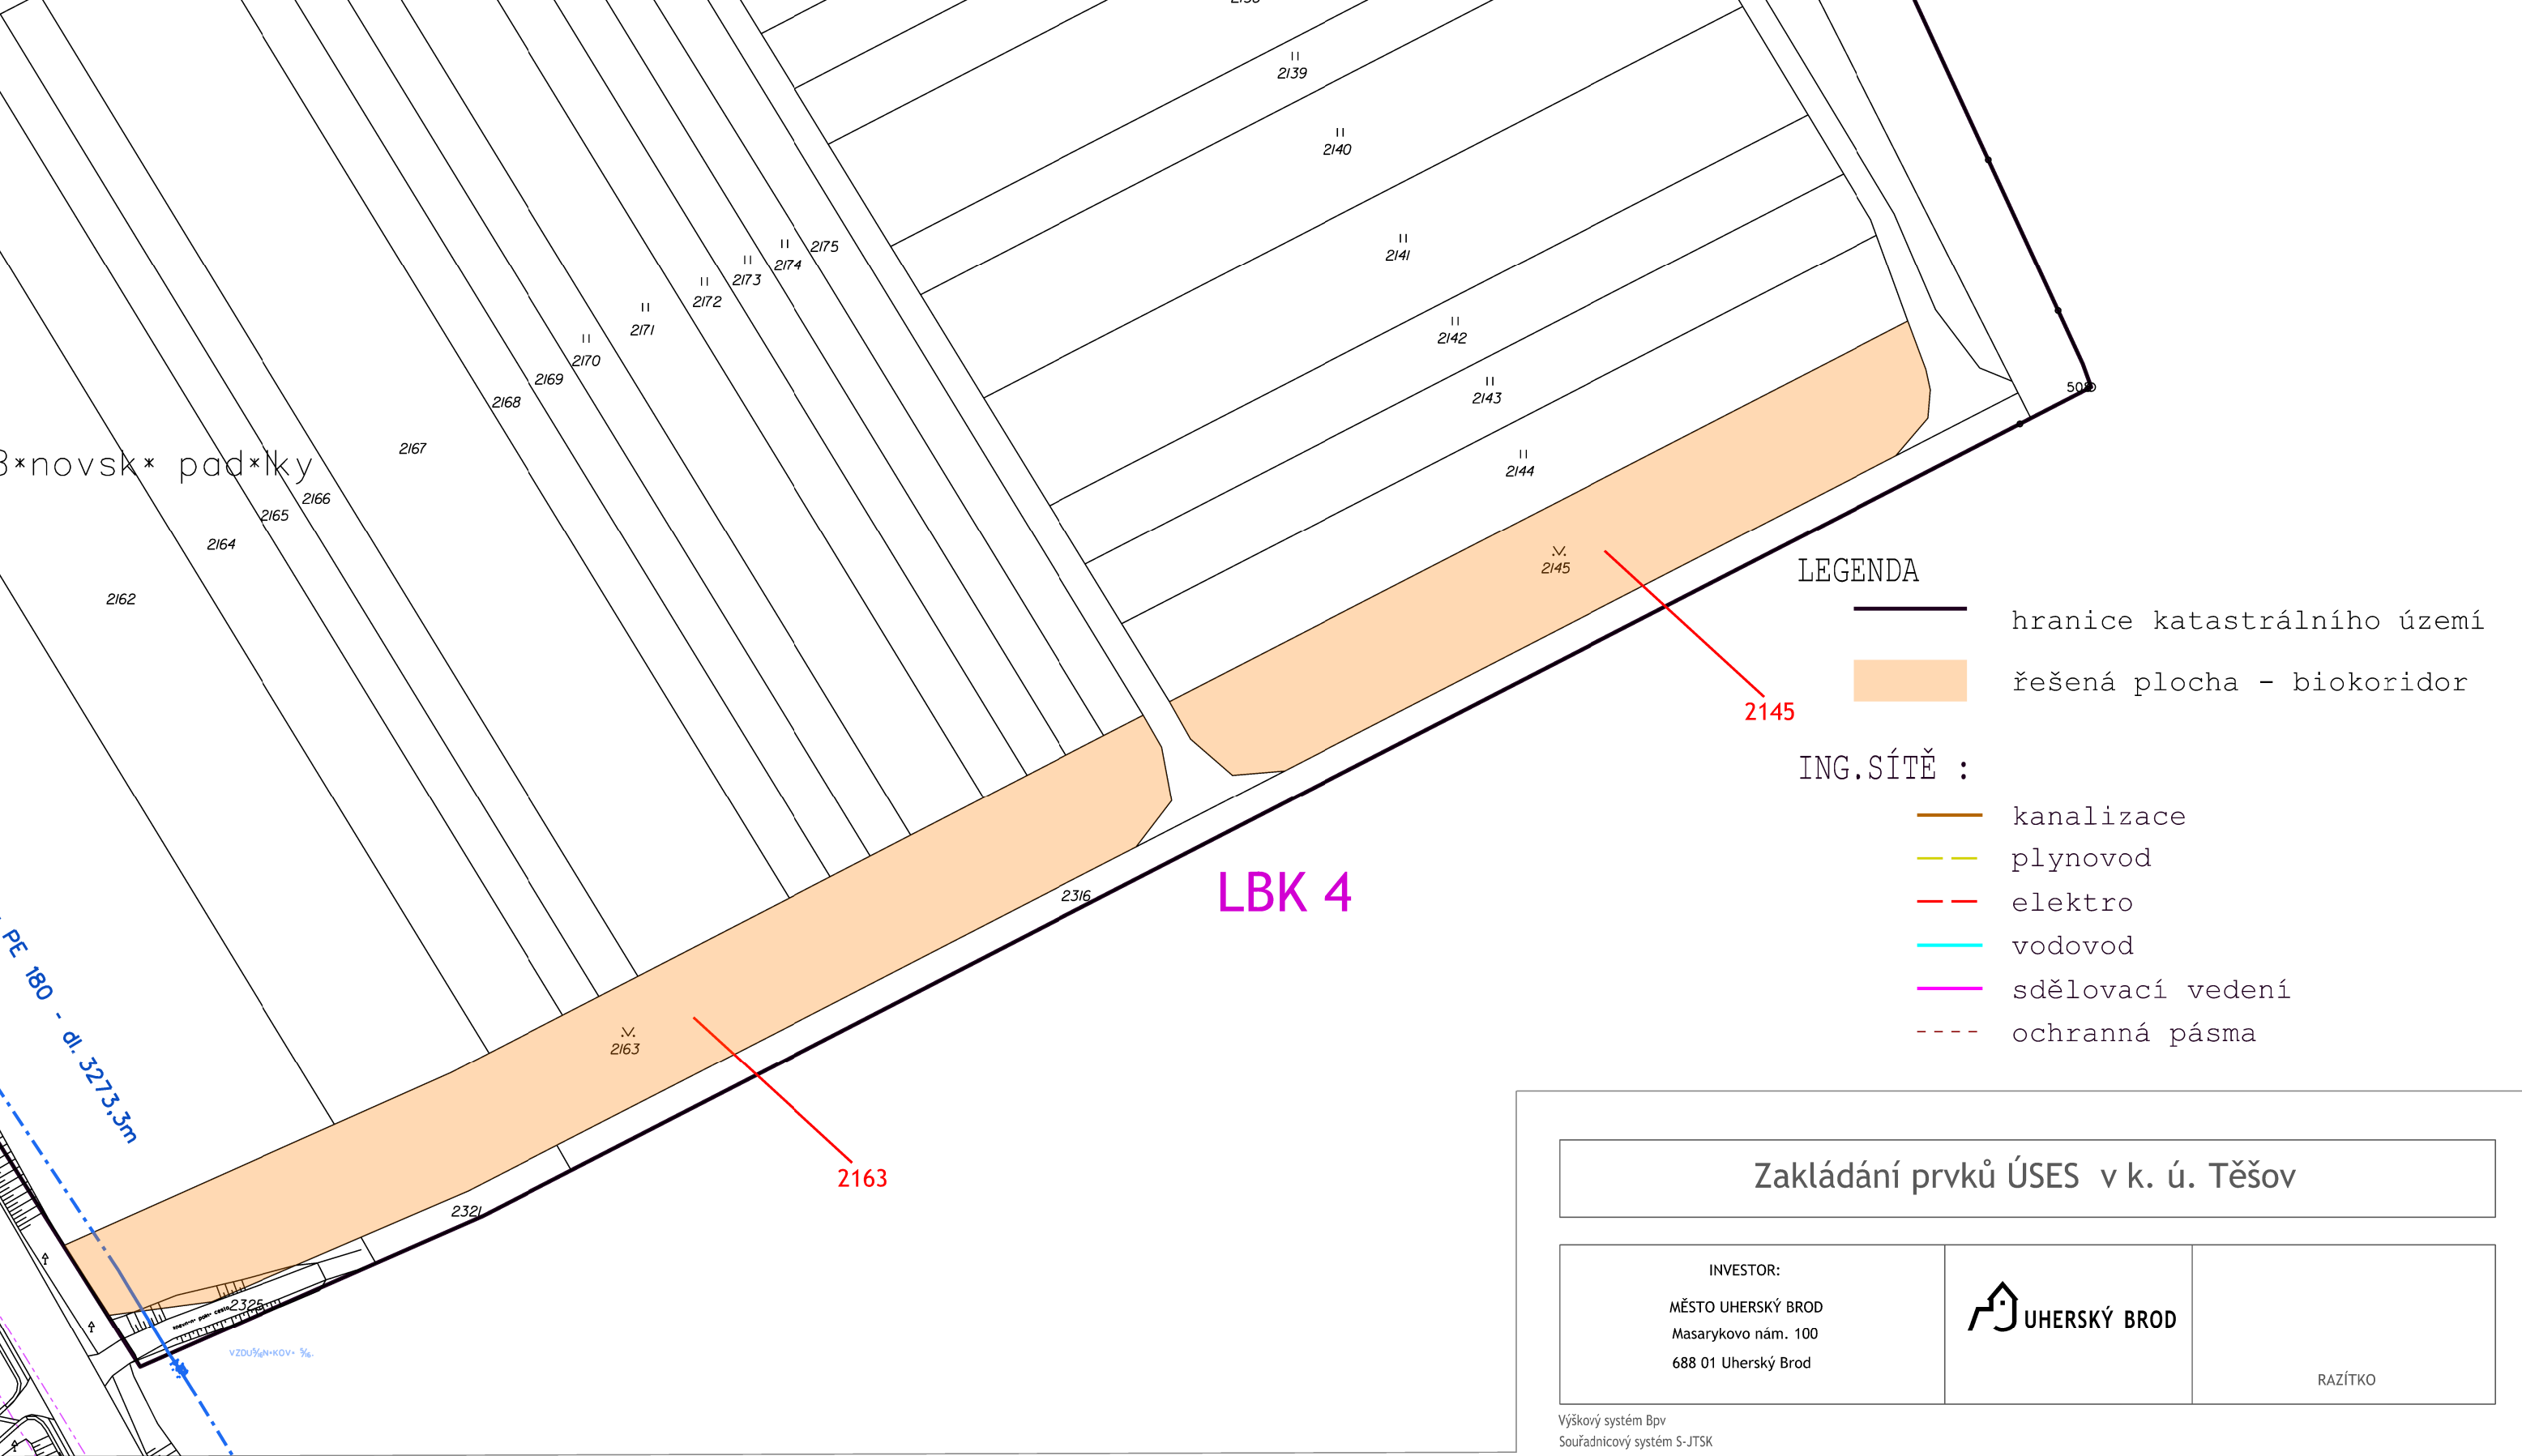 2139
2140
2141
2142
2143
2144
2145
2145
2175
2174
2173
2172
2171
2170
2169
2168
2167
2166
2165
2164
2162
pad*lky
508
2316
LBK 4
2163
2163
2321
2325
PE 180 - dl. 3273,3m
LEGENDA
hranice katastrálního území
řešená plocha - biokoridor
ING.SÍTĚ :
kanalizace
plynovod
elektro
vodovod
sdělovací vedení
ochranná pásma
Zakládání prvků ÚSES v k. ú. Těšov
INVESTOR:
MĚSTO UHERSKÝ BROD
Masarykovo nám. 100
688 01 Uherský Brod
UHERSKÝ BROD
RAZÍTKO
Výškový systém Bpv
Souřadnicový systém S-JTSK